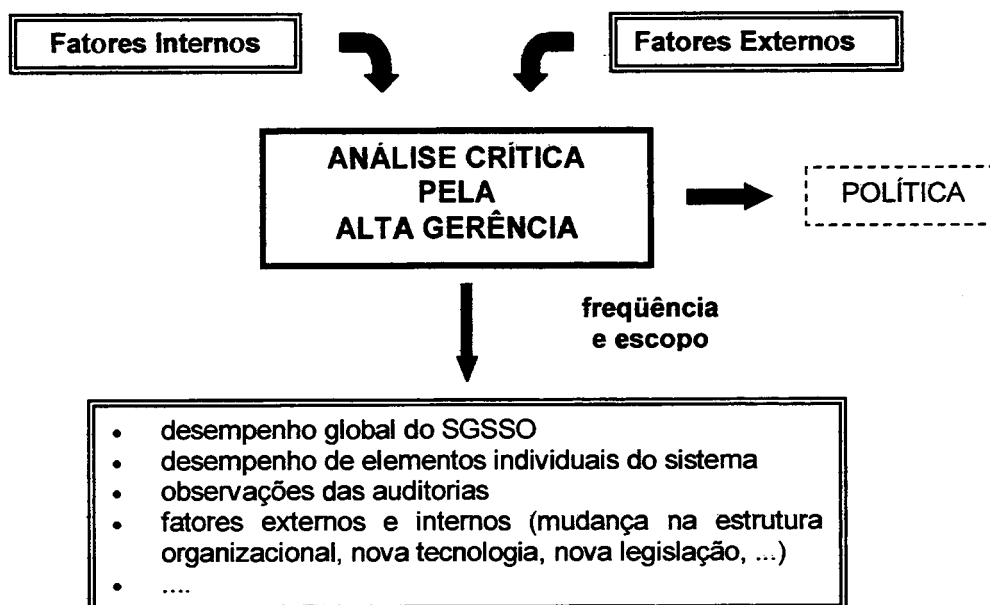 Fatores Internos
Fatores Externos
ANÁLISE CRÍTICA
PELA
ALTA GERÊNCIA
POLÍTICA
freqüência
e escopo
• desempenho global do SGSSO
• desempenho de elementos individuais do sistema
• observações das auditorias
• fatores externos e internos (mudança na estrutura
organizacional, nova tecnologia, nova legislação, ...)
• ....